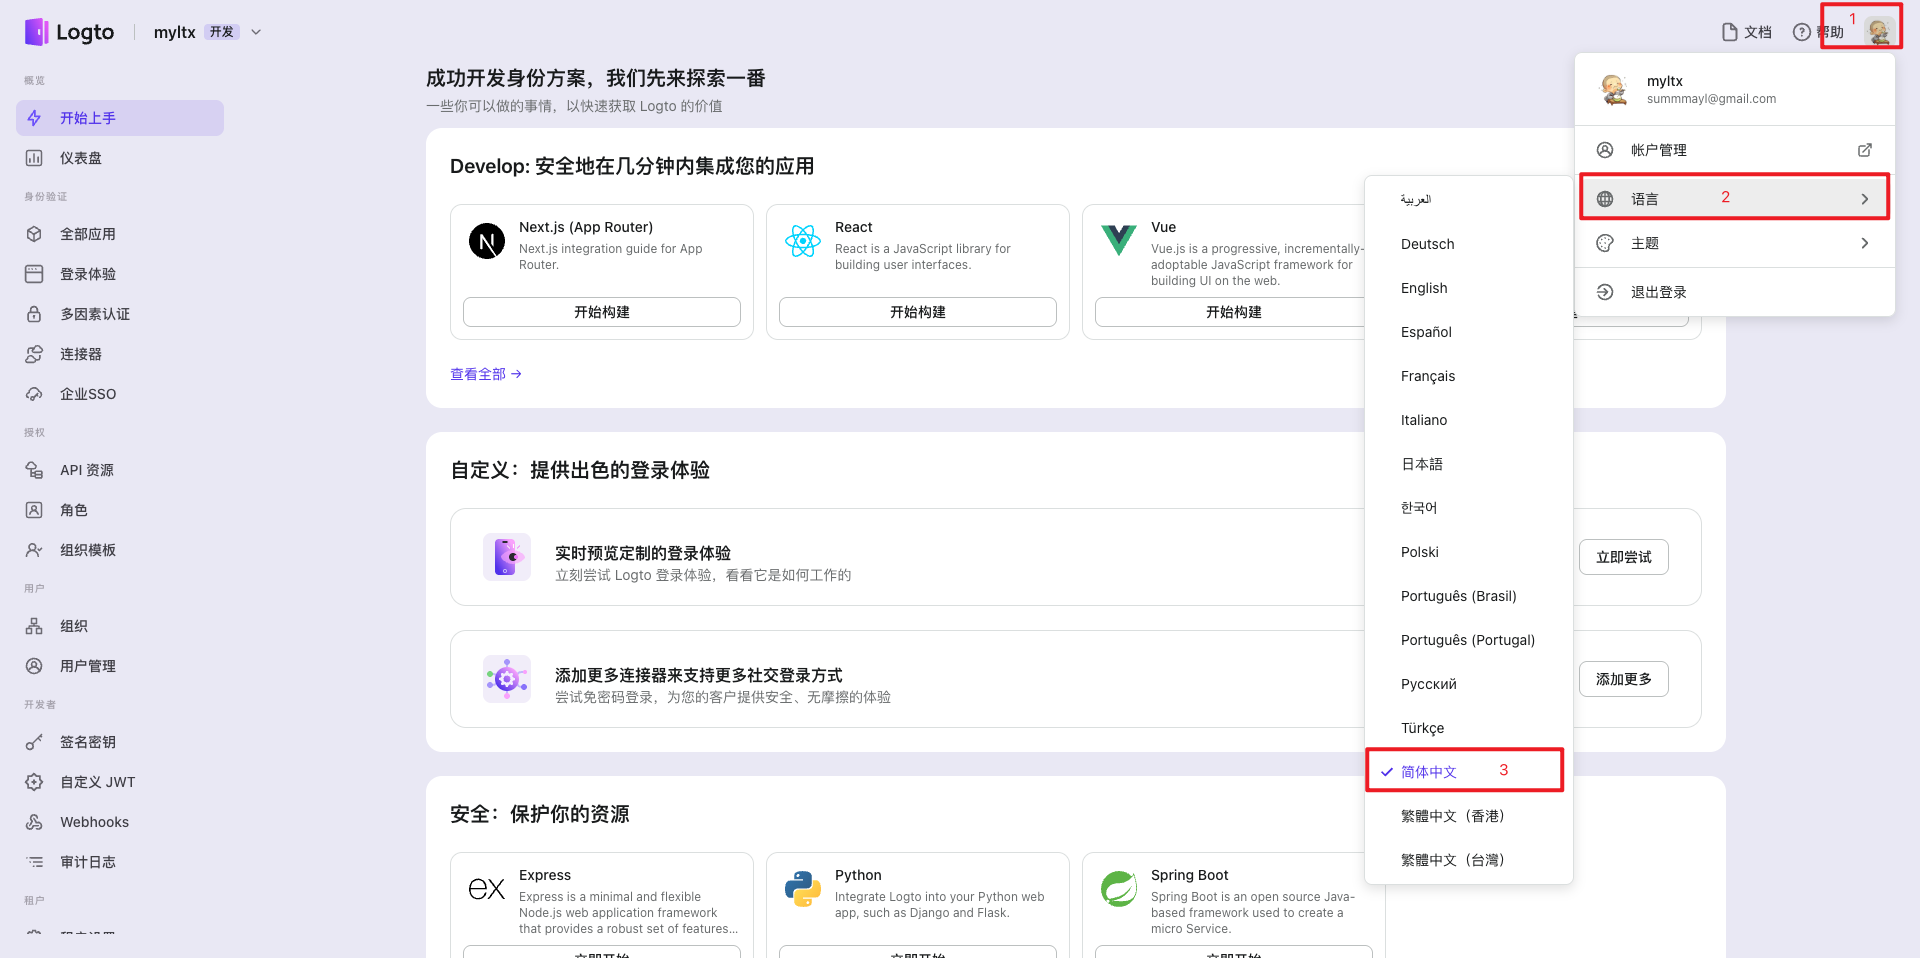 Logto
myltx 开发
文档
帮助
1
概览
开始上手
仪表盘
身份验证
全部应用
登录体验
多因素认证
连接器
企业SSO
授权
API 资源
角色
组织模板
用户
组织
用户管理
开发者
签名密钥
自定义 JWT
Webhooks
审计日志
租户
成功开发身份方案，我们先来探索一番
一些你可以做的事情，以快速获取 Logto 的价值
Develop: 安全地在几分钟内集成您的应用
Next.js (App Router)
Next.js integration guide for App
Router.
开始构建
React
React is a JavaScript library for
building user interfaces.
开始构建
Vue
Vue.js is a progressive, incrementally-
adoptable JavaScript framework for
building UI on the web.
开始构建
查看全部 →
自定义：提供出色的登录体验
实时预览定制的登录体验
立刻尝试 Logto 登录体验，看看它是如何工作的
立即尝试
添加更多连接器来支持更多社交登录方式
尝试免密码登录，为您的客户提供安全、无摩擦的体验
添加更多
安全：保护你的资源
Express
Express is a minimal and flexible
Node.js web application framework
that provides a robust set of features...
立即开始
Python
Integrate Logto into your Python web
app, such as Django and Flask.
立即开始
Spring Boot
Spring Boot is an open source Java-
based framework used to create a
micro Service.
立即开始
myltx
summmayl@gmail.com
帐户管理
语言 2
主题
退出登录
العربية
Deutsch
English
Español
Français
Italiano
日本語
한국어
Polski
Português (Brasil)
Português (Portugal)
Русский
Türkçe
简体中文 3
繁體中文（香港）
繁體中文（台灣）